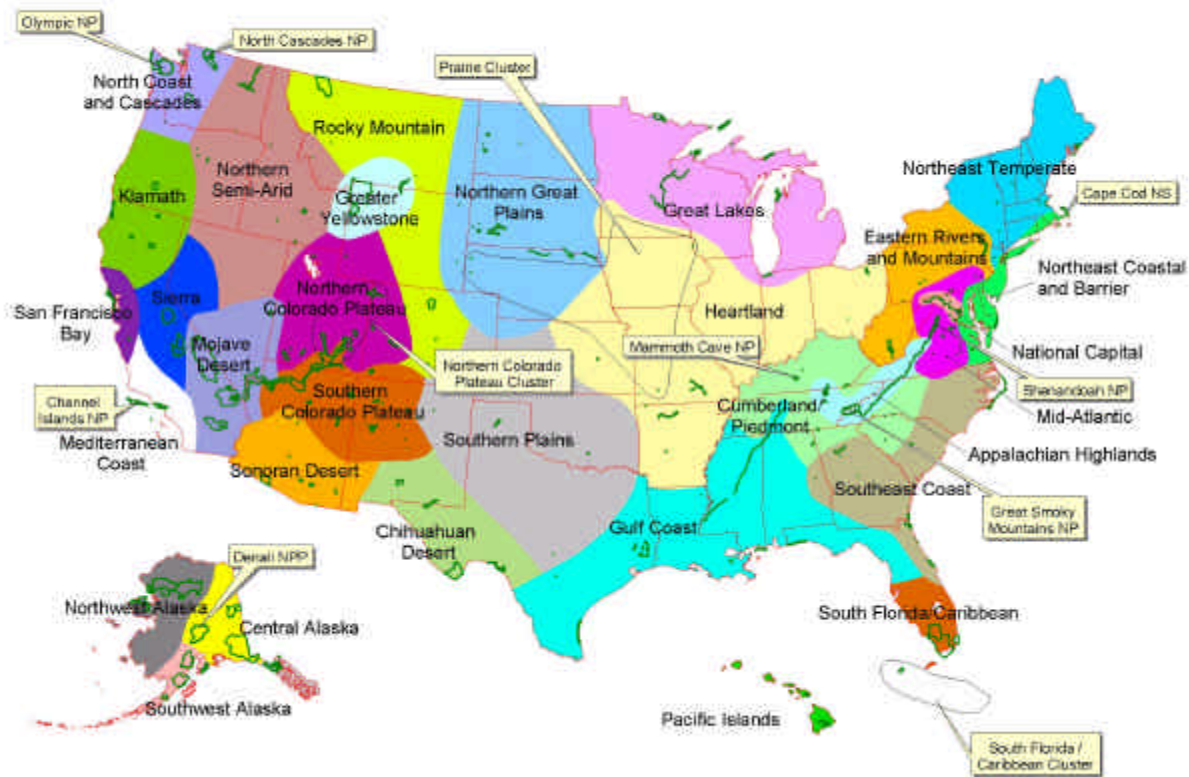 Olympic NP
North Cascades NP
North Coast
and Cascades
Prairie Cluster
Rocky Mountain
Northern
Semi-Arid
Klamath
Greater
Yellowstone
Northern Great
Plains
Great Lakes
Northeast Temperate
Cape Cod NS
Eastern Rivers
and Mountains
Northeast Coastal
and Barrier
San Francisco
Bay
Sierra
Northern
Colorado Plateau
Mojave
Desert
Heartland
Mammoth Cave NP
National Capital
Northern Colorado
Plateau Cluster
Shenandoah NP
Channel
Islands NP
Southern
Colorado Plateau
Cumberland/
Piedmont
Mid-Atlantic
Mediterranean
Coast
Southern Plains
Appalachian Highlands
Sonoran Desert
Southeast Coast
Great Smoky
Mountains NP
Chihuahuan
Desert
Gulf Coast
Denali NPP
Northwest Alaska
Central Alaska
South Florida/Caribbean
Southwest Alaska
Pacific Islands
South Florida /
Caribbean Cluster